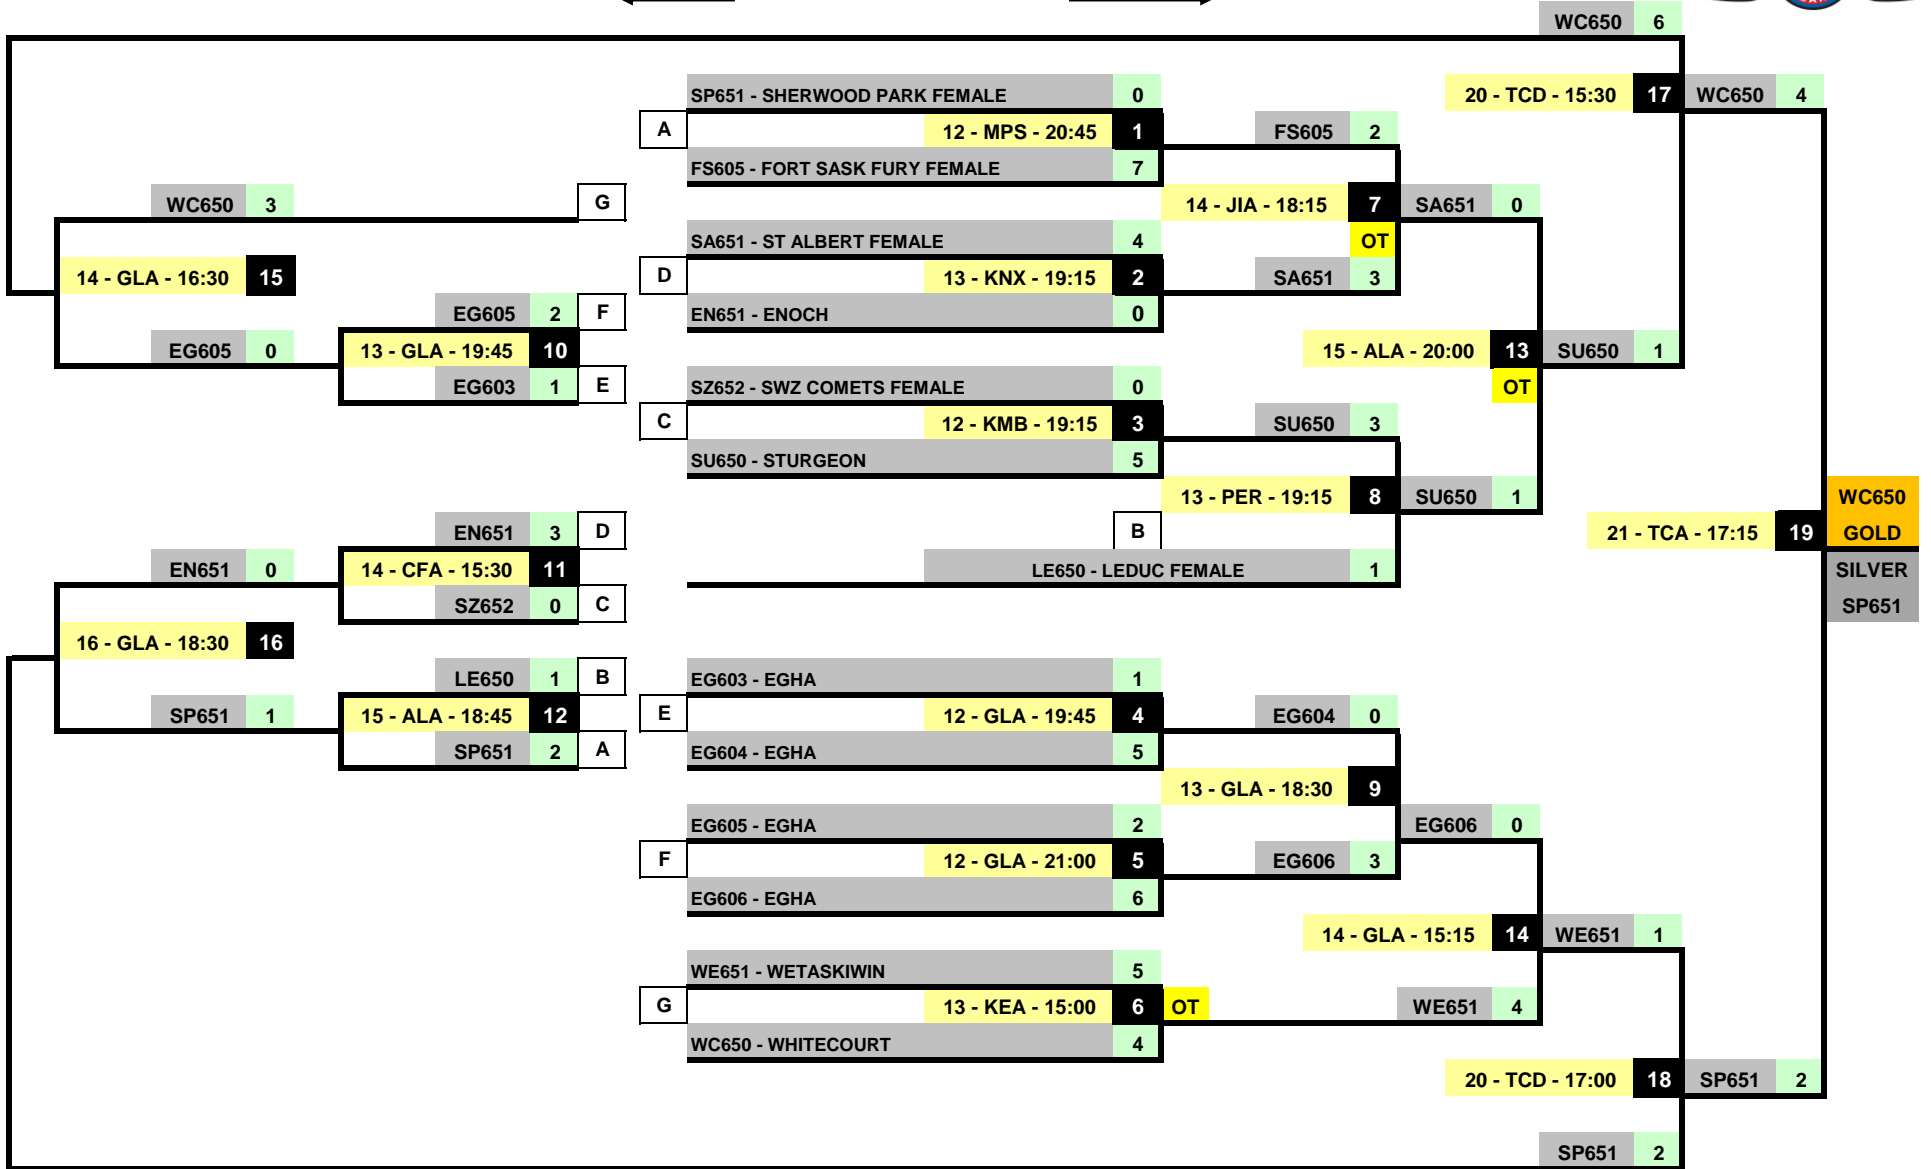 WC650 6
SP651 - SHERWOOD PARK FEMALE 0
20 - TCD - 15:30 17 WC650 4
A 12 - MPS - 20:45 1 FS605 2
FS605 - FORT SASK FURY FEMALE 7
WC650 3 G 14 - JIA - 18:15 7 SA651 0
SA651 - ST ALBERT FEMALE 4 OT
14 - GLA - 16:30 15 D 13 - KNX - 19:15 2 SA651 3
EG605 2 F EN651 - ENOCH 0
EG605 0 13 - GLA - 19:45 10 15 - ALA - 20:00 13 SU650 1
EG603 1 E SZ652 - SWZ COMETS FEMALE 0 OT
C 12 - KMB - 19:15 3 SU650 3
SU650 - STURGEON 5
13 - PER - 19:15 8 SU650 1 WC650
EN651 3 D B 21 - TCA - 17:15 19 GOLD
EN651 0 14 - CFA - 15:30 11 LE650 - LEDUC FEMALE 1 SILVER
SZ652 0 C SP651
16 - GLA - 18:30 16
LE650 1 B EG603 - EGHA 1
SP651 1 15 - ALA - 18:45 12 E 12 - GLA - 19:45 4 EG604 0
SP651 2 A EG604 - EGHA 5
13 - GLA - 18:30 9
EG605 - EGHA 2 EG606 0
F 12 - GLA - 21:00 5 EG606 3
EG606 - EGHA 6
14 - GLA - 15:15 14 WE651 1
WE651 - WETASKIWIN 5
G 13 - KEA - 15:00 6 OT WE651 4
WC650 - WHITECOURT 4
20 - TCD - 17:00 18 SP651 2
SP651 2